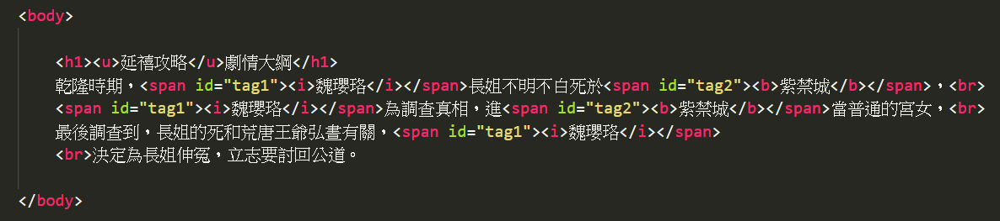 <body>
<h1><u>延禧攻略</u>劇情大綱</h1>
乾隆時期，<span id="tag1"><i>魏瓔珞</i></span>長姐不明不白死於<span id="tag2"><b>紫禁城</b></span>，<br>
<span id="tag1"><i>魏瓔珞</i></span>為調查真相，進<span id="tag2"><b>紫禁城</b></span>當普通的宮女，<br>
最後調查到，長姐的死和荒唐王爺弘晝有關，<span id="tag1"><i>魏瓔珞</i></span>
<br>決定為長姐伸冤，立志要討回公道。
</body>